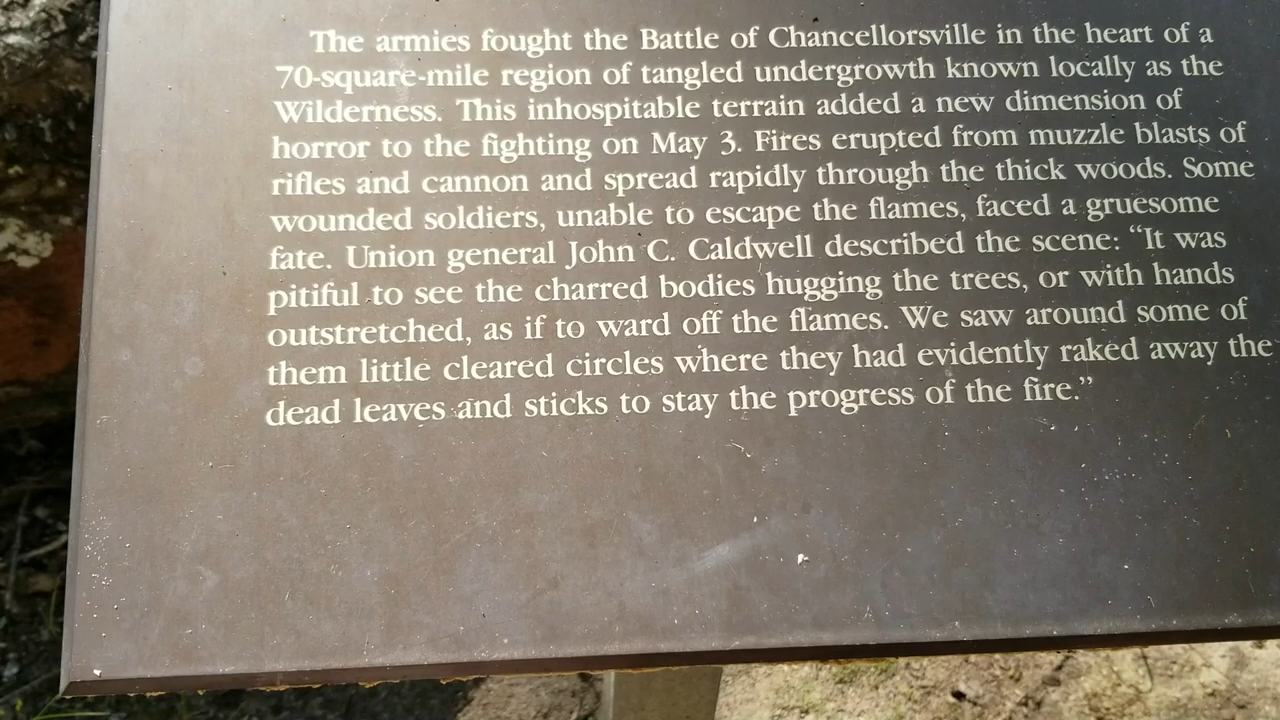 The armies fought the Battle of Chancellorsville in the heart of a
70-square-mile region of tangled undergrowth known locally as the
Wilderness. This inhospitable terrain added a new dimension of
horror to the fighting on May 3. Fires erupted from muzzle blasts of
rifles and cannon and spread rapidly through the thick woods. Some
wounded soldiers, unable to escape the flames, faced a gruesome
fate. Union general John C. Caldwell described the scene: “It was
pitiful to see the charred bodies hugging the trees, or with hands
outstretched, as if to ward off the flames. We saw around some of
them little cleared circles where they had evidently raked away the
dead leaves and sticks to stay the progress of the fire.”